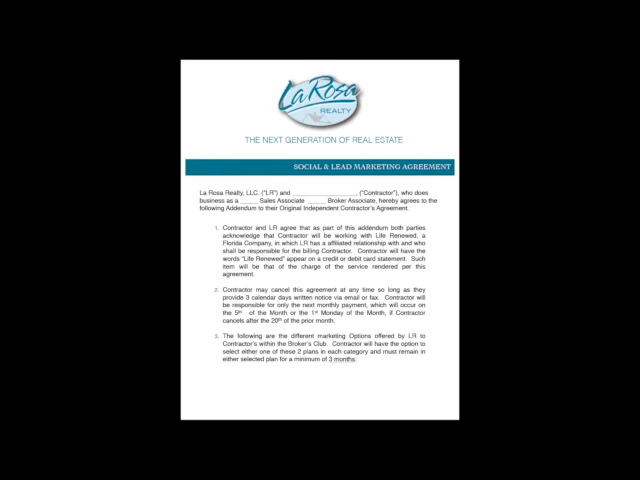 La Rosa
REALTY
THE NEXT GENERATION OF REAL ESTATE
SOCIAL & LEAD MARKETING AGREEMENT
La Rosa Realty, LLC. ("LR") and ____________________, ("Contractor"), who does
business as a _____ Sales Associate _____ Broker Associate, hereby agrees to the
following Addendum to their Original Independent Contractor's Agreement.
1. Contractor and LR agree that as part of this addendum both parties
acknowledge that Contractor will be working with Life Renewed, a
Florida Company, in which LR has a affiliated relationship with and who
shall be responsible for the billing Contractor. Contractor will have the
words "Life Renewed" appear on a credit or debit card statement. Such
item will be that of the charge of the service rendered per this
agreement.
2. Contractor may cancel this agreement at any time so long as they
provide 3 calendar days written notice via email or fax. Contractor will
be responsible for only the next monthly payment, which will occur on
the 5th of the Month or the 1st Monday of the Month, if Contractor
cancels after the 20th of the prior month.
3. The following are the different marketing Options offered by LR to
Contractor's within the Broker's Club. Contractor will have the option to
select either one of these 2 plans in each category and must remain in
either selected plan for a minimum of 3 months: